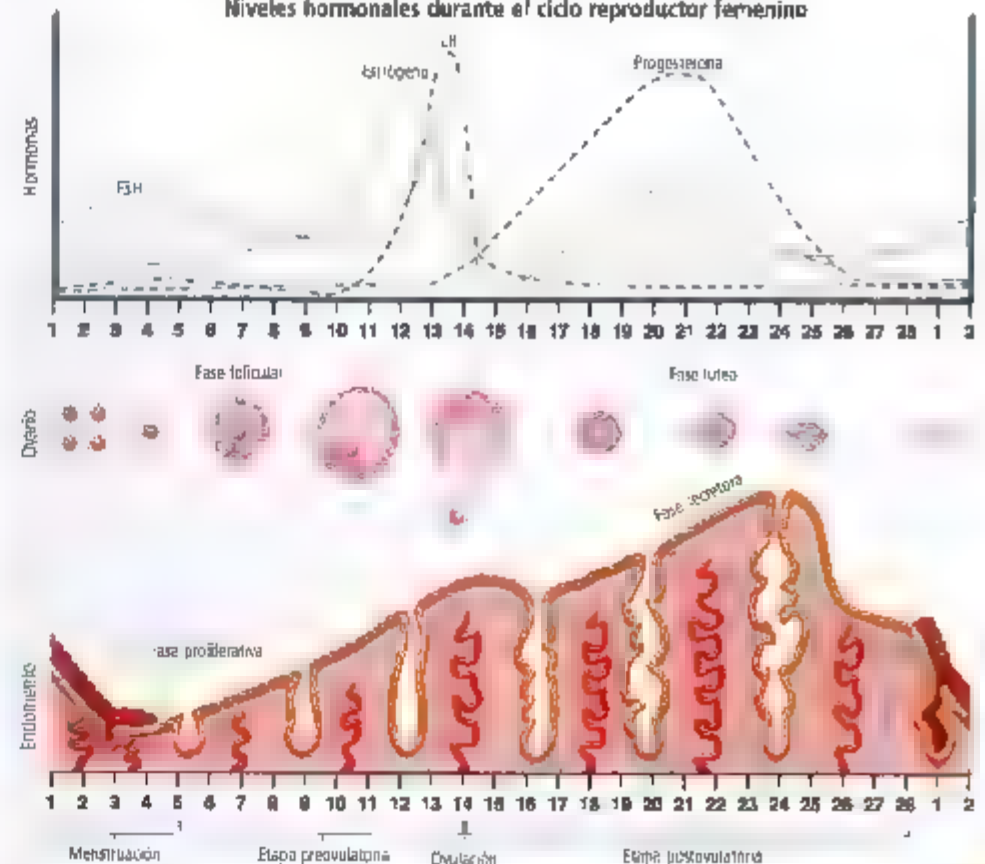 Niveles hormonales durante el ciclo reproductor femenino
LH
Estrógeno
Progesterona
Hormonas
FSH
1 2 3 4 5 6 7 8 9 10 11 12 13 14 15 16 17 18 19 20 21 22 23 24 25 26 27 28 1 2
Fase folicular
Fase lútea
Ovario
Fase secretora
Fase proliferativa
Endometrio
1 2 3 4 5 6 7 8 9 10 11 12 13 14 15 16 17 18 19 20 21 22 23 24 25 26 27 28 1 2
Menstruación
Etapa preovulatoria
Ovulación
Etapa postovulatoria